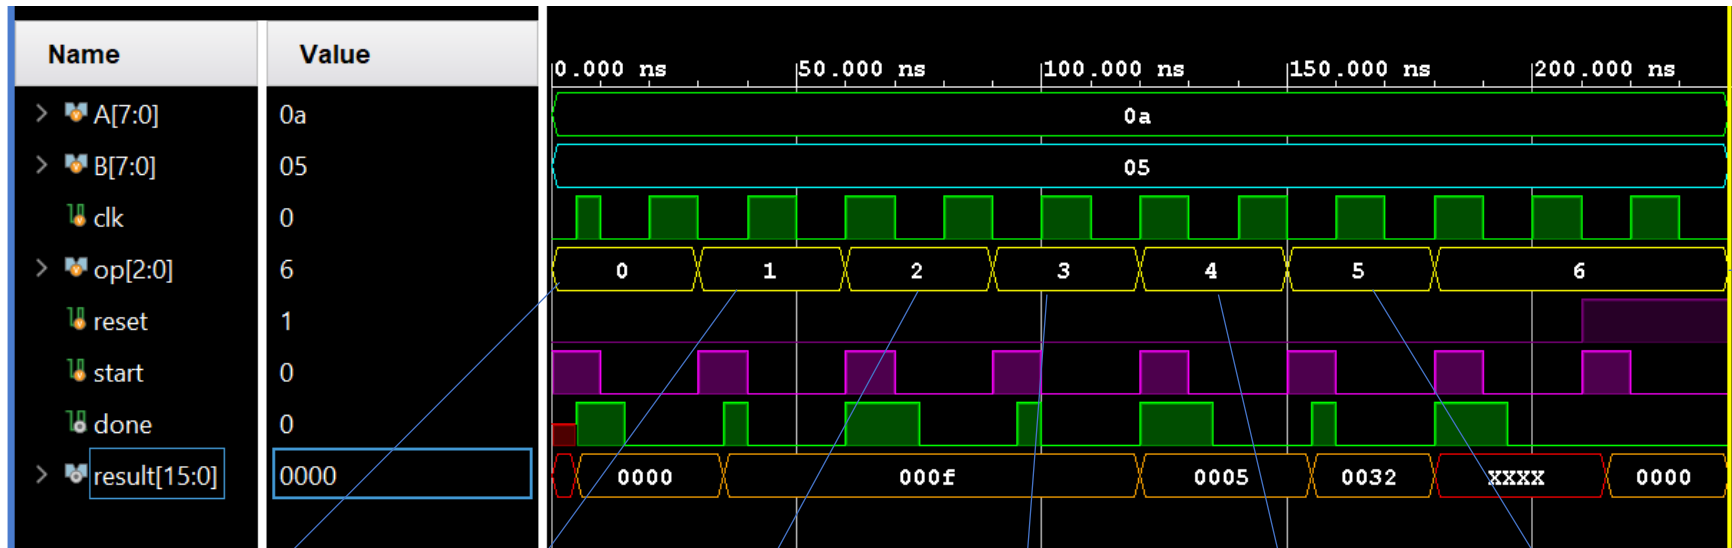 Name Value
0.000 ns 50.000 ns 100.000 ns 150.000 ns 200.000 ns
A[7:0] 0a 0a
B[7:0] 05 05
clk 0
op[2:0] 6 0 1 2 3 4 5 6
reset 1
start 0
done 0
result[15:0] 0000 0000 000f 0005 0032 XXXX 0000